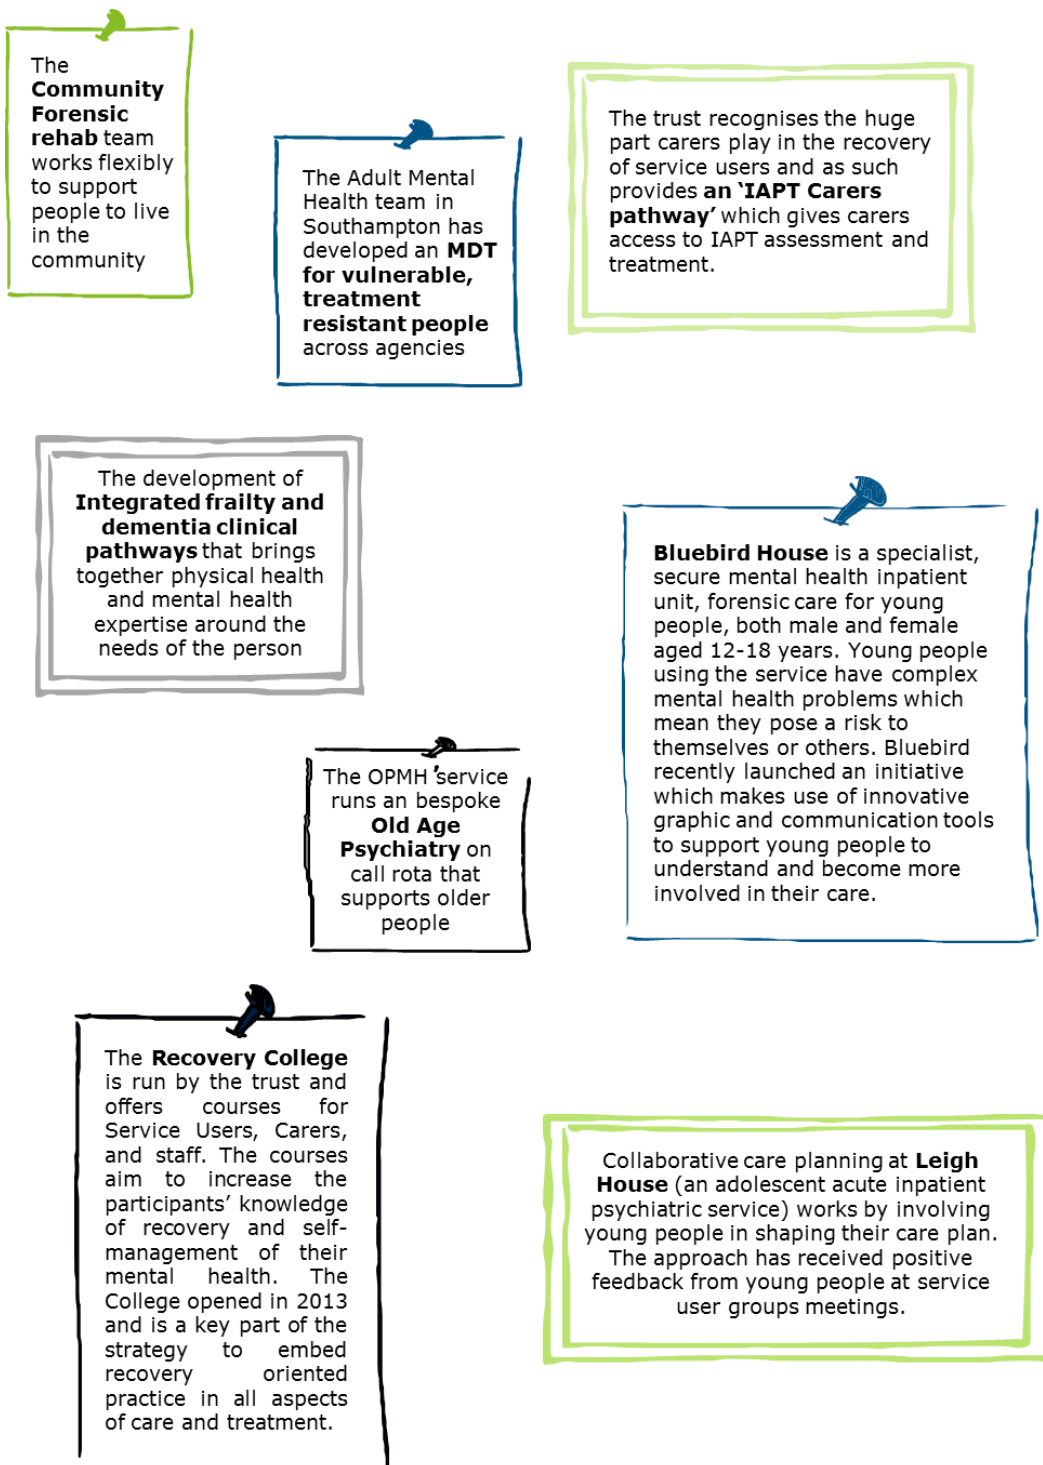 The
Community
Forensic
rehab team
works flexibly
to support
people to live
in the
community
The Adult Mental
Health team in
Southampton has
developed an MDT
for vulnerable,
treatment
resistant people
across agencies
The trust recognises the huge
part carers play in the recovery
of service users and as such
provides an ‘IAPT Carers
pathway’ which gives carers
access to IAPT assessment and
treatment.
The development of
Integrated frailty and
dementia clinical
pathways that brings
together physical health
and mental health
expertise around the
needs of the person
Bluebird House is a specialist,
secure mental health inpatient
unit, forensic care for young
people, both male and female
aged 12-18 years. Young people
using the service have complex
mental health problems which
mean they pose a risk to
themselves or others. Bluebird
recently launched an initiative
which makes use of innovative
graphic and communication tools
to support young people to
understand and become more
involved in their care.
The OPMH service
runs an bespoke
Old Age
Psychiatry on
call rota that
supports older
people
The Recovery College
is run by the trust and
offers courses for
Service Users, Carers,
and staff. The courses
aim to increase the
participants’ knowledge
of recovery and self-
management of their
mental health. The
College opened in 2013
and is a key part of the
strategy to embed
recovery oriented
practice in all aspects
of care and treatment.
Collaborative care planning at Leigh
House (an adolescent acute inpatient
psychiatric service) works by involving
young people in shaping their care plan.
The approach has received positive
feedback from young people at service
user groups meetings.